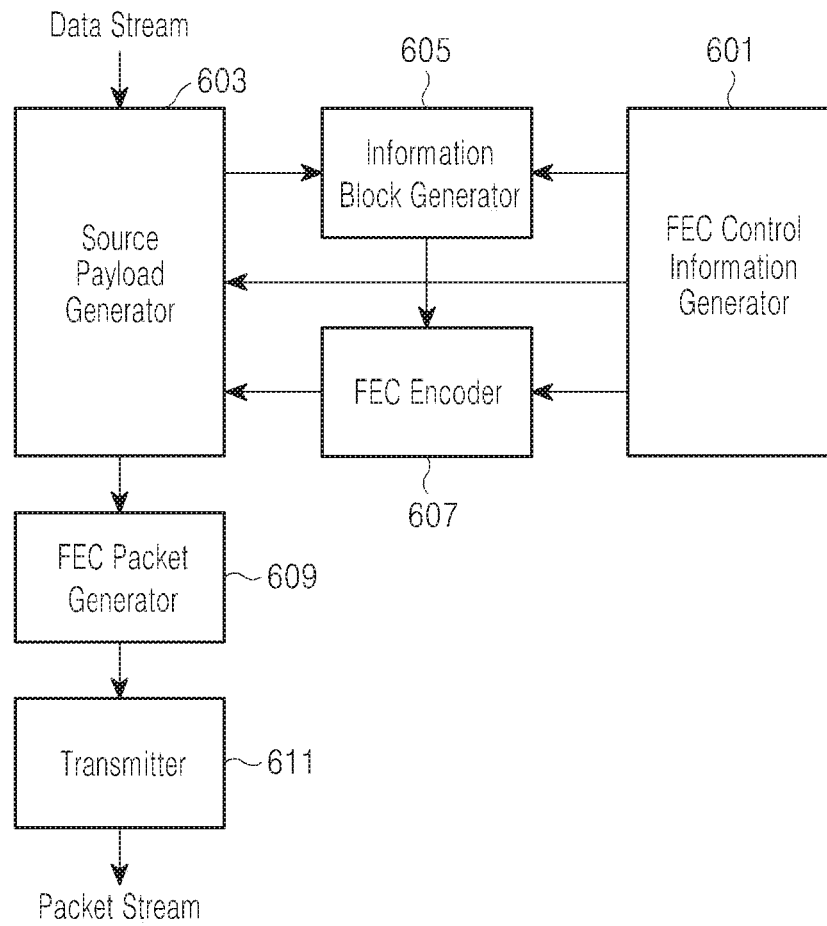 Data Stream
603
605
601
Source
Payload
Generator
Information
Block Generator
FEC Control
Information
Generator
FEC Encoder
607
FEC Packet
Generator
609
Transmitter
611
Packet Stream